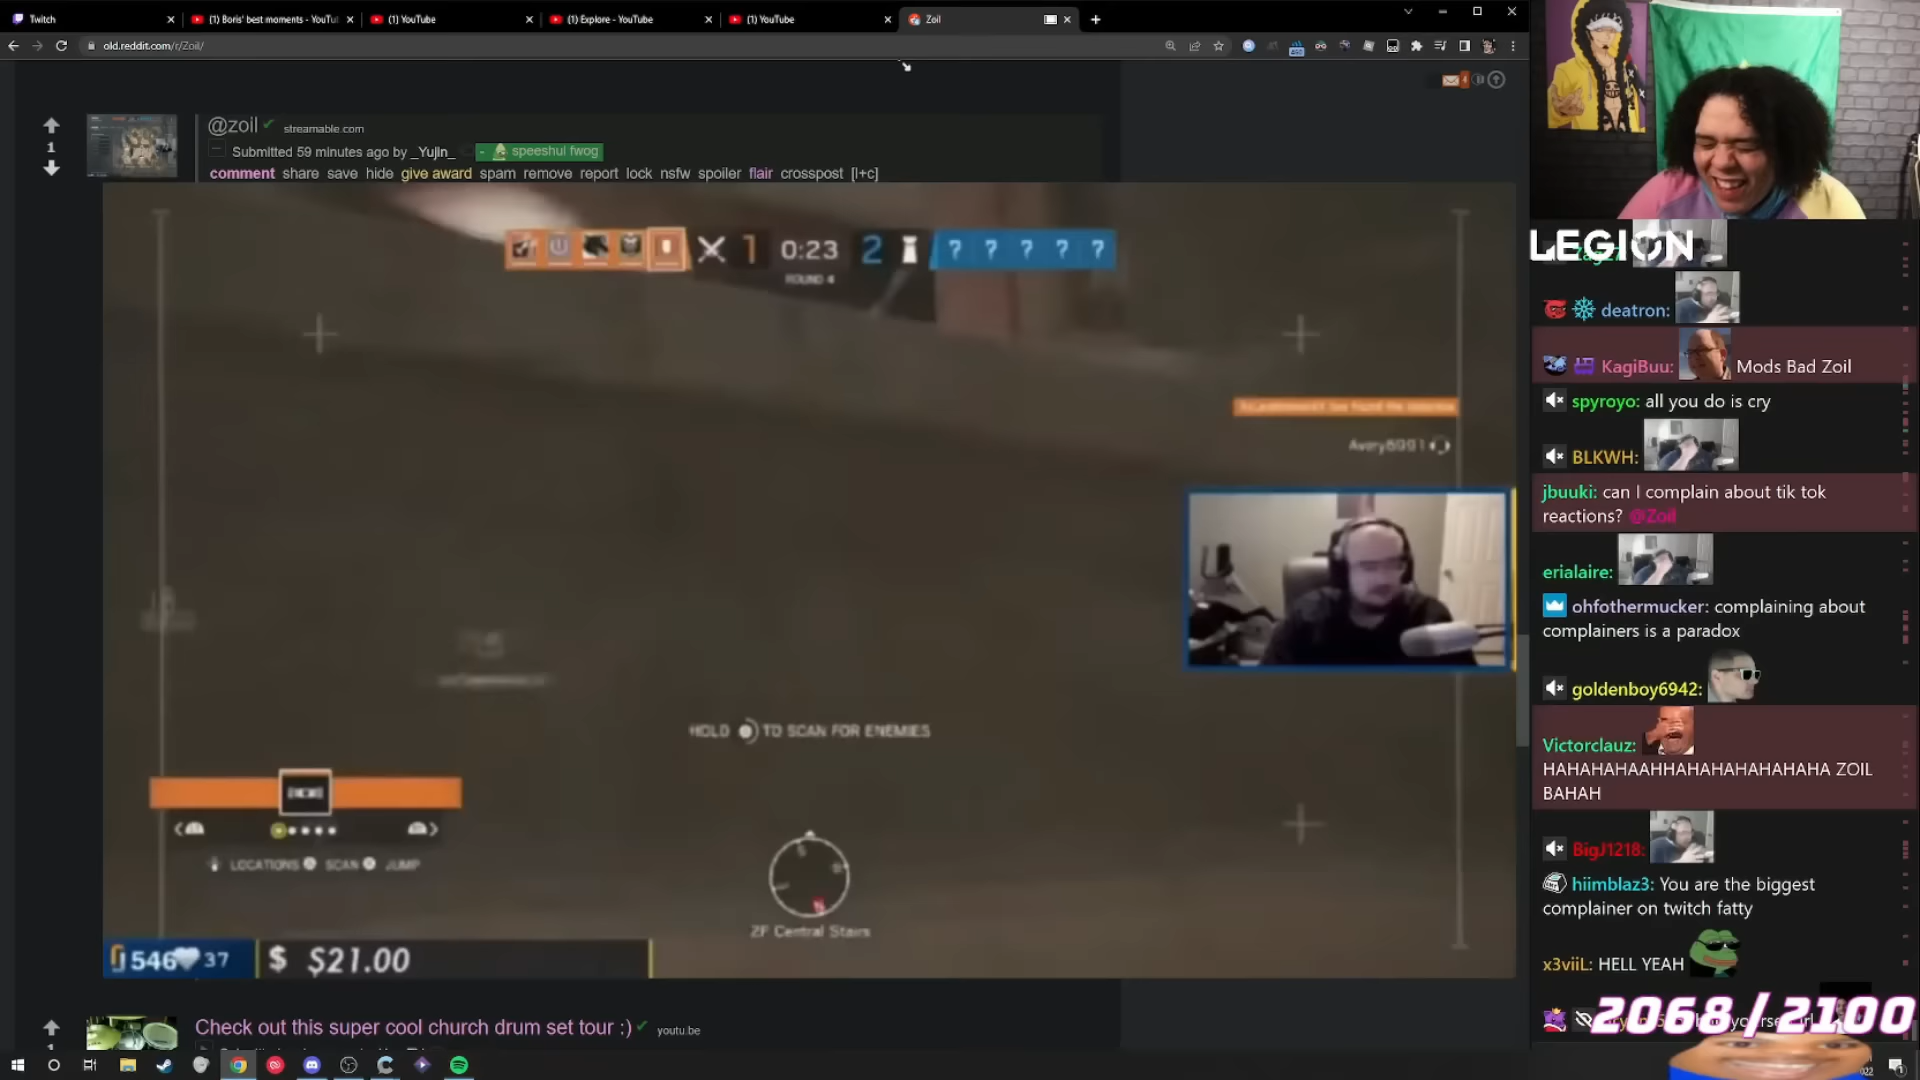 Twitch
(1) Boris' best moments - YouTu
(1) YouTube
(1) Explore - YouTube
(1) YouTube
Zoil
old.reddit.com/r/Zoil/
@zoil streamable.com
1
Submitted 59 minutes ago by _Yujin_ - speeshul fwog
comment share save hide give award spam remove report lock nsfw spoiler flair crosspost [l+c]
1 0:23 2 ? ? ? ? ?
ROUND 4
HOLD TO SCAN FOR ENEMIES
LOCATIONS SCAN JUMP
2F Central Stairs
546 37 $ $21.00
Check out this super cool church drum set tour :) youtu.be
LEGION
deatron:
KagiBuu: Mods Bad Zoil
spyroyo: all you do is cry
BLKWH:
jbuuki: can I complain about tik tok
reactions? @Zoil
erialaire:
ohfothermucker: complaining about
complainers is a paradox
goldenboy6942:
Victorclauz:
HAHAHAHAAHHAHAHAHAHAHA ZOIL
BAHAH
BigJ1218:
hiimblaz3: You are the biggest
complainer on twitch fatty
x3viiL: HELL YEAH
2068/2100